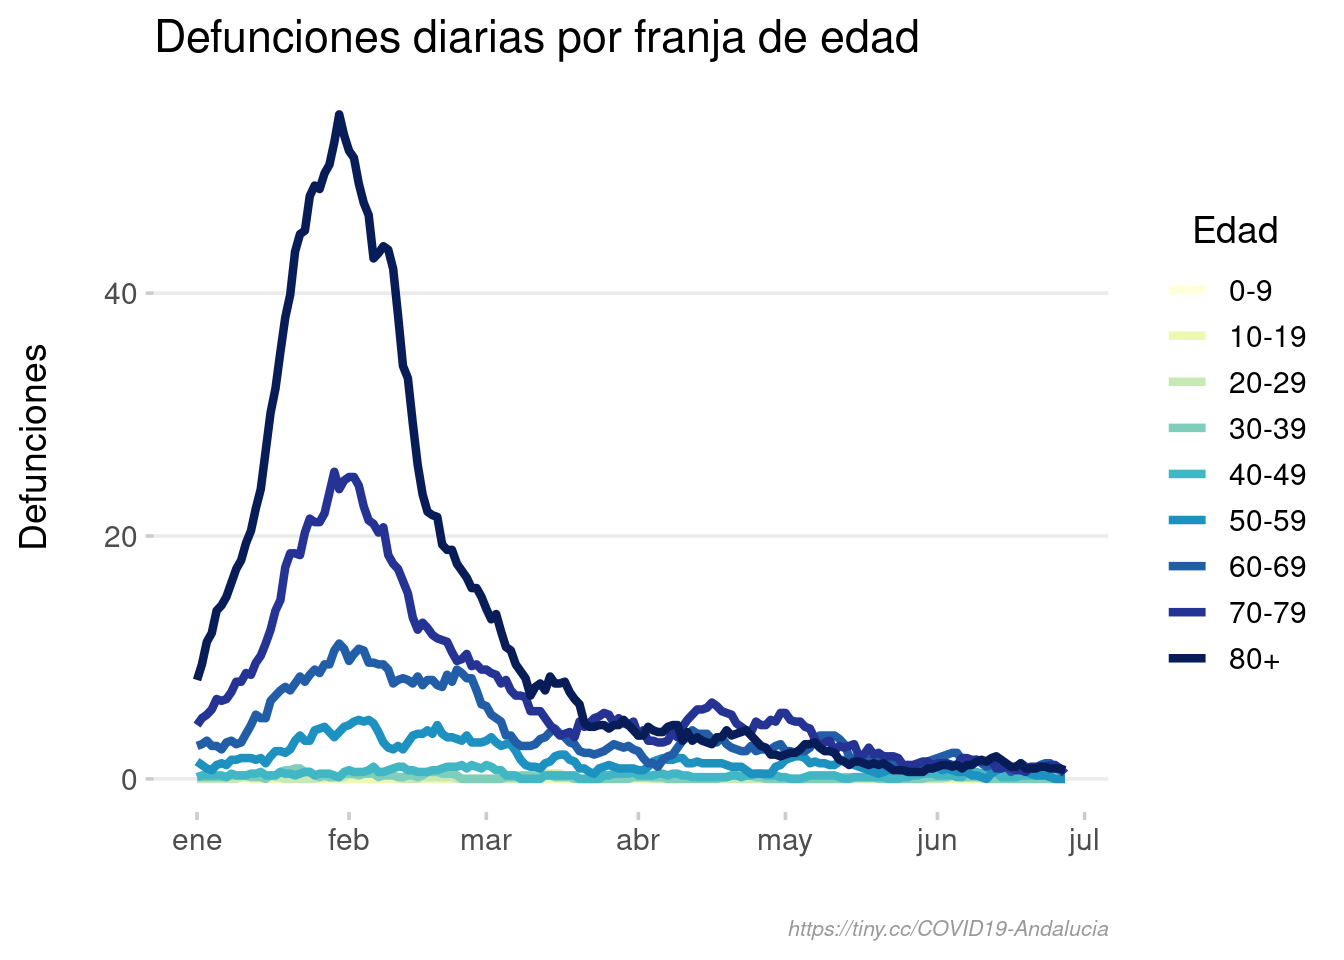 Defunciones diarias por franja de edad
Defunciones
40
20
0
ene feb mar abr may jun jul
Edad
0-9
10-19
20-29
30-39
40-49
50-59
60-69
70-79
80+
https://tiny.cc/COVID19-Andalucia